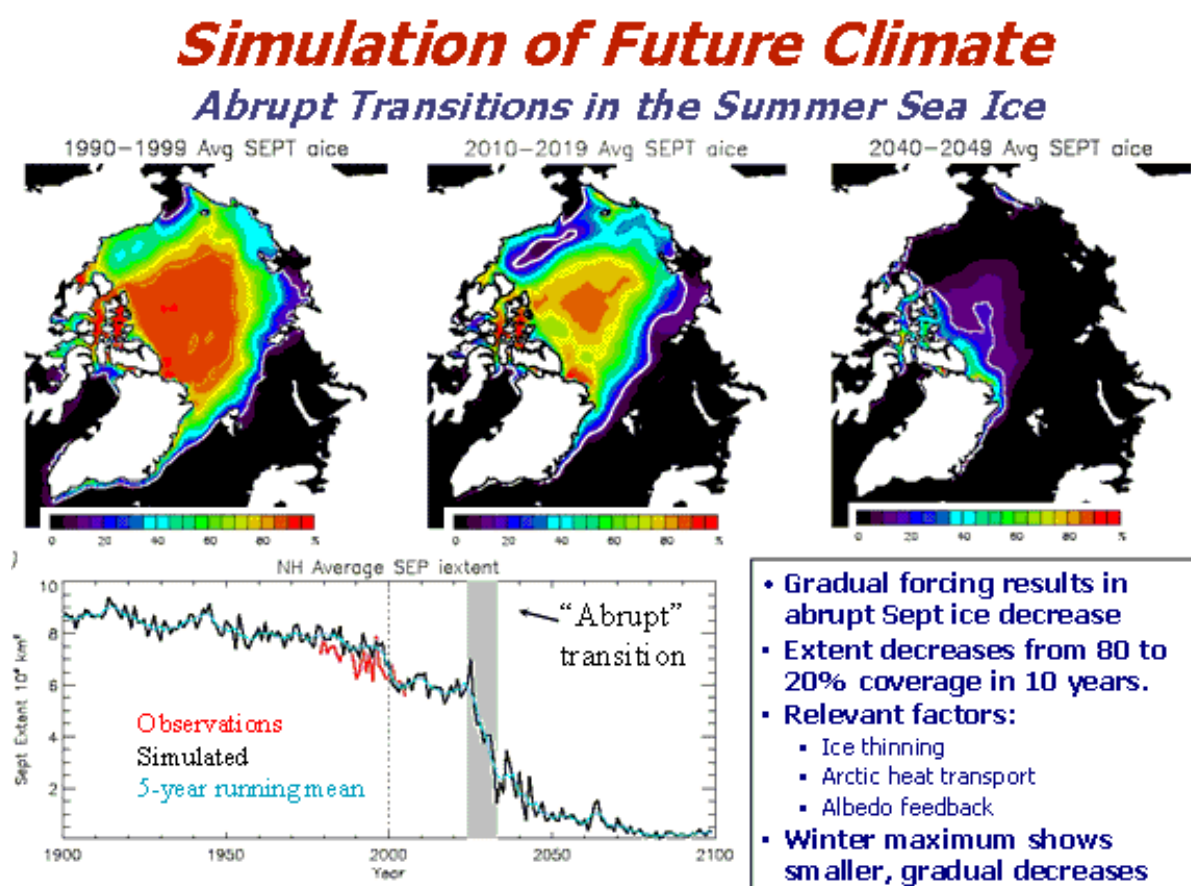 Simulation of Future Climate
Abrupt Transitions in the Summer Sea Ice
1990-1999 Avg SEPT aice
2010-2019 Avg SEPT aice
2040-2049 Avg SEPT aice
0 20 40 60 80 %
0 20 40 60 80 %
0 20 40 60 80 %
)
NH Average SEP iextent
10
8
6
4
2
Sept Extent 10⁶ km²
"Abrupt"
transition
Observations
Simulated
5-year running mean
1900 1950 2000 2050 2100
Year
• Gradual forcing results in
abrupt Sept ice decrease
• Extent decreases from 80 to
20% coverage in 10 years.
• Relevant factors:
▪ Ice thinning
▪ Arctic heat transport
▪ Albedo feedback
• Winter maximum shows
smaller, gradual decreases